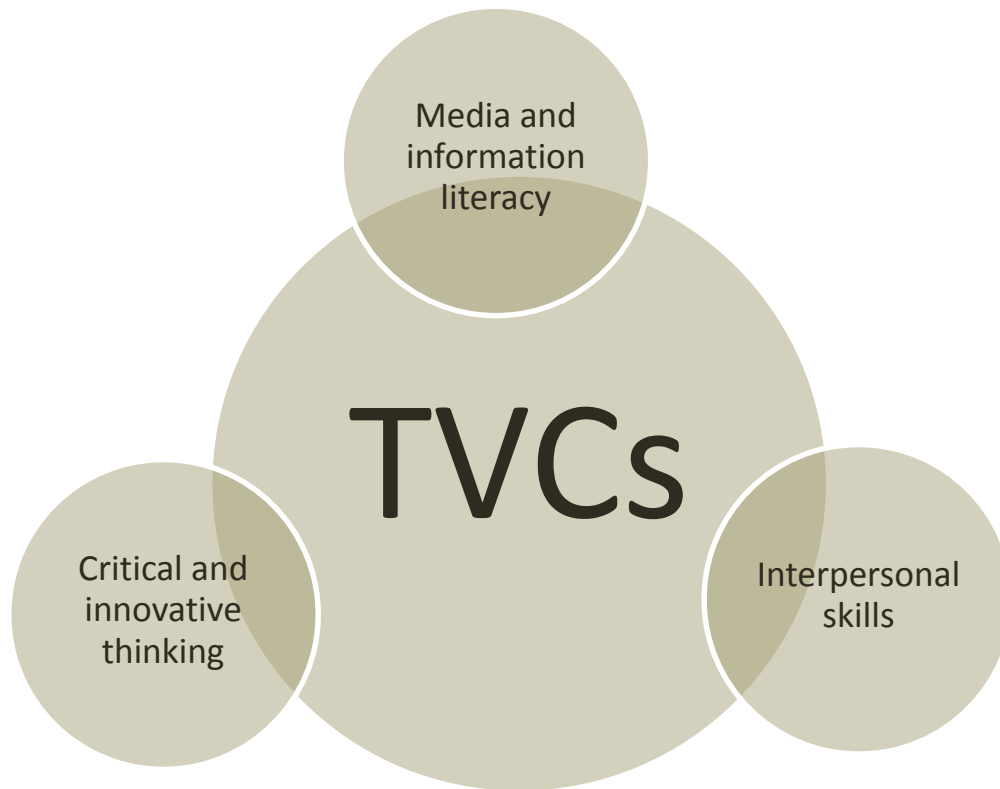 Media and
information
literacy
TVCs
Critical and
innovative
thinking
Interpersonal
skills